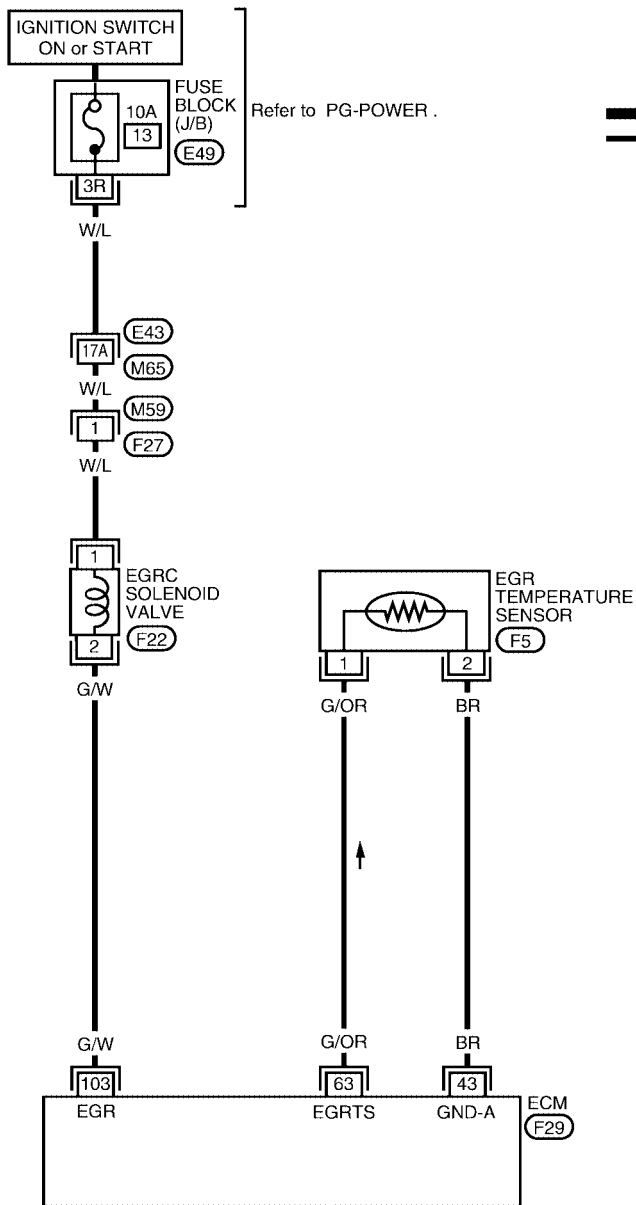 IGNITION SWITCH
ON or START
FUSE
BLOCK
(J/B)
10A
13
E49
Refer to PG-POWER .
3R
W/L
E43
17A
M65
W/L
M59
1
F27
W/L
1
EGRC
SOLENOID
VALVE
F22
2
G/W
EGR
TEMPERATURE
SENSOR
F5
1
2
G/OR
BR
G/W
G/OR
BR
103
63
43
EGR
EGRTS
GND-A
ECM
F29